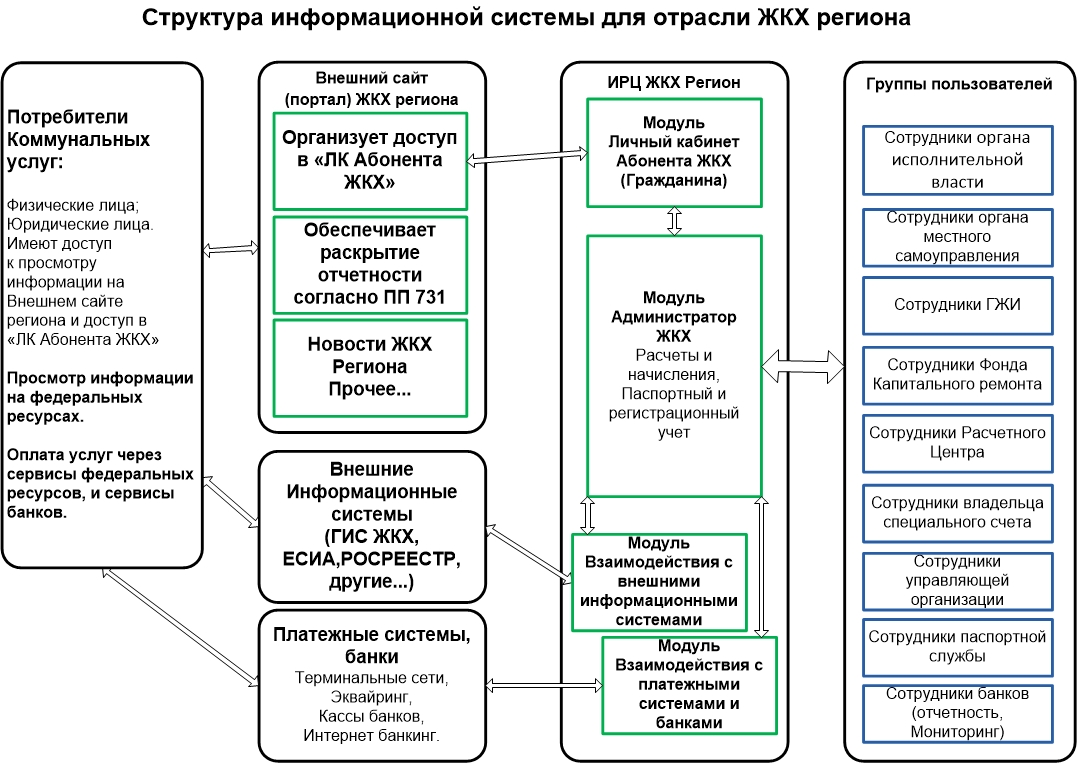 Структура информационной системы для отрасли ЖКХ региона
Потребители
Коммунальных
услуг:
Физические лица;
Юридические лица.
Имеют доступ
к просмотру
информации на
Внешнем сайте
региона и доступ в
«ЛК Абонента ЖКХ»
Просмотр информации
на федеральных
ресурсах.
Оплата услуг через
сервисы федеральных
ресурсов, и сервисы
банков.
Внешний сайт
(портал) ЖКХ региона
Организует доступ
в «ЛК Абонента
ЖКХ»
Обеспечивает
раскрытие
отчетности
согласно ПП 731
Новости ЖКХ
Региона
Прочее...
Внешние
Информационные
системы
(ГИС ЖКХ,
ЕСИА,РОСРЕЕСТР,
другие...)
Платежные системы,
банки
Терминальные сети,
Эквайринг,
Кассы банков,
Интернет банкинг.
ИРЦ ЖКХ Регион
Модуль
Личный кабинет
Абонента ЖКХ
(Гражданина)
Модуль
Администратор
ЖКХ
Расчеты и
начисления,
Паспортный и
регистрационный
учет
Модуль
Взаимодействия с
внешними
информационными
системами
Модуль
Взаимодействия с
платежными
системами и
банками
Группы пользователей
Сотрудники органа
исполнительной
власти
Сотрудники органа
местного
самоуправления
Сотрудники ГЖИ
Сотрудники Фонда
Капитального ремонта
Сотрудники Расчетного
Центра
Сотрудники владельца
специального счета
Сотрудники
управляющей
организации
Сотрудники паспортной
службы
Сотрудники банков
(отчетность,
Мониторинг)